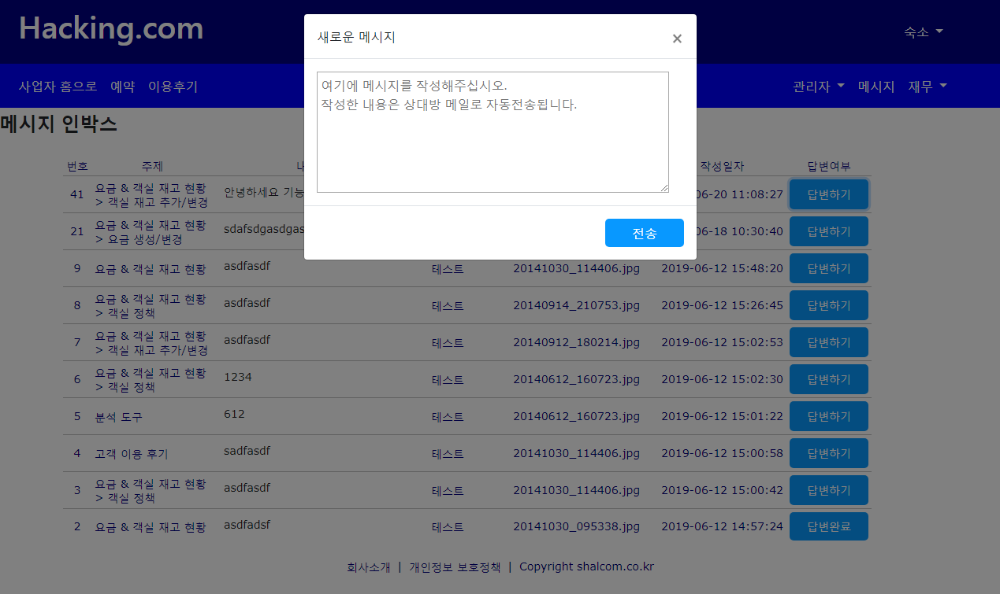 Hacking.com
숙소
사업자 홈으로 예약 이용후기 관리자 메시지 재무
새로운 메시지 ×
여기에 메시지를 작성해주십시오.
작성한 내용은 상대방 메일로 자동전송됩니다.
전송
메시지 인박스
번호 주제 작성일자 답변여부
41 요금 & 객실 재고 현황 안녕하세요 06-20 11:08:27 답변하기
> 객실 재고 추가/변경
21 요금 & 객실 재고 현황 sdafsdgasdgas 06-18 10:30:40 답변하기
> 요금 생성/변경
9 요금 & 객실 재고 현황 asdfasdf 테스트 20141030_114406.jpg 2019-06-12 15:48:20 답변하기
8 요금 & 객실 재고 현황 asdfasdf 테스트 20140914_210753.jpg 2019-06-12 15:26:45 답변하기
> 객실 정책
7 요금 & 객실 재고 현황 asdfasdf 테스트 20140912_180214.jpg 2019-06-12 15:02:53 답변하기
> 객실 재고 추가/변경
6 요금 & 객실 재고 현황 1234 테스트 20140612_160723.jpg 2019-06-12 15:02:30 답변하기
> 객실 정책
5 분석 도구 612 테스트 20140612_160723.jpg 2019-06-12 15:01:22 답변하기
4 고객 이용 후기 sadfasdf 테스트 20141030_114406.jpg 2019-06-12 15:00:58 답변하기
3 요금 & 객실 재고 현황 asdfasdf 테스트 20141030_114406.jpg 2019-06-12 15:00:42 답변하기
> 객실 정책
2 요금 & 객실 재고 현황 asdfadsf 테스트 20141030_095338.jpg 2019-06-12 14:57:24 답변완료
회사소개 | 개인정보 보호정책 | Copyright shalcom.co.kr